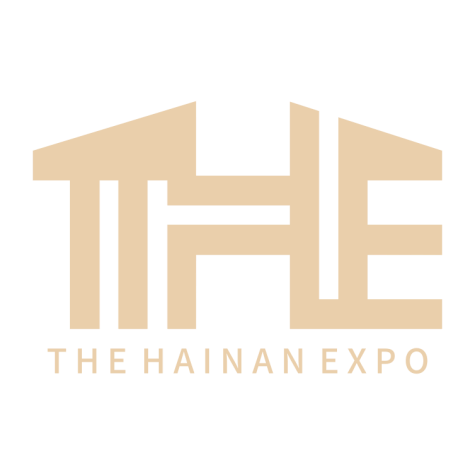 THE
THE HAINAN EXPO